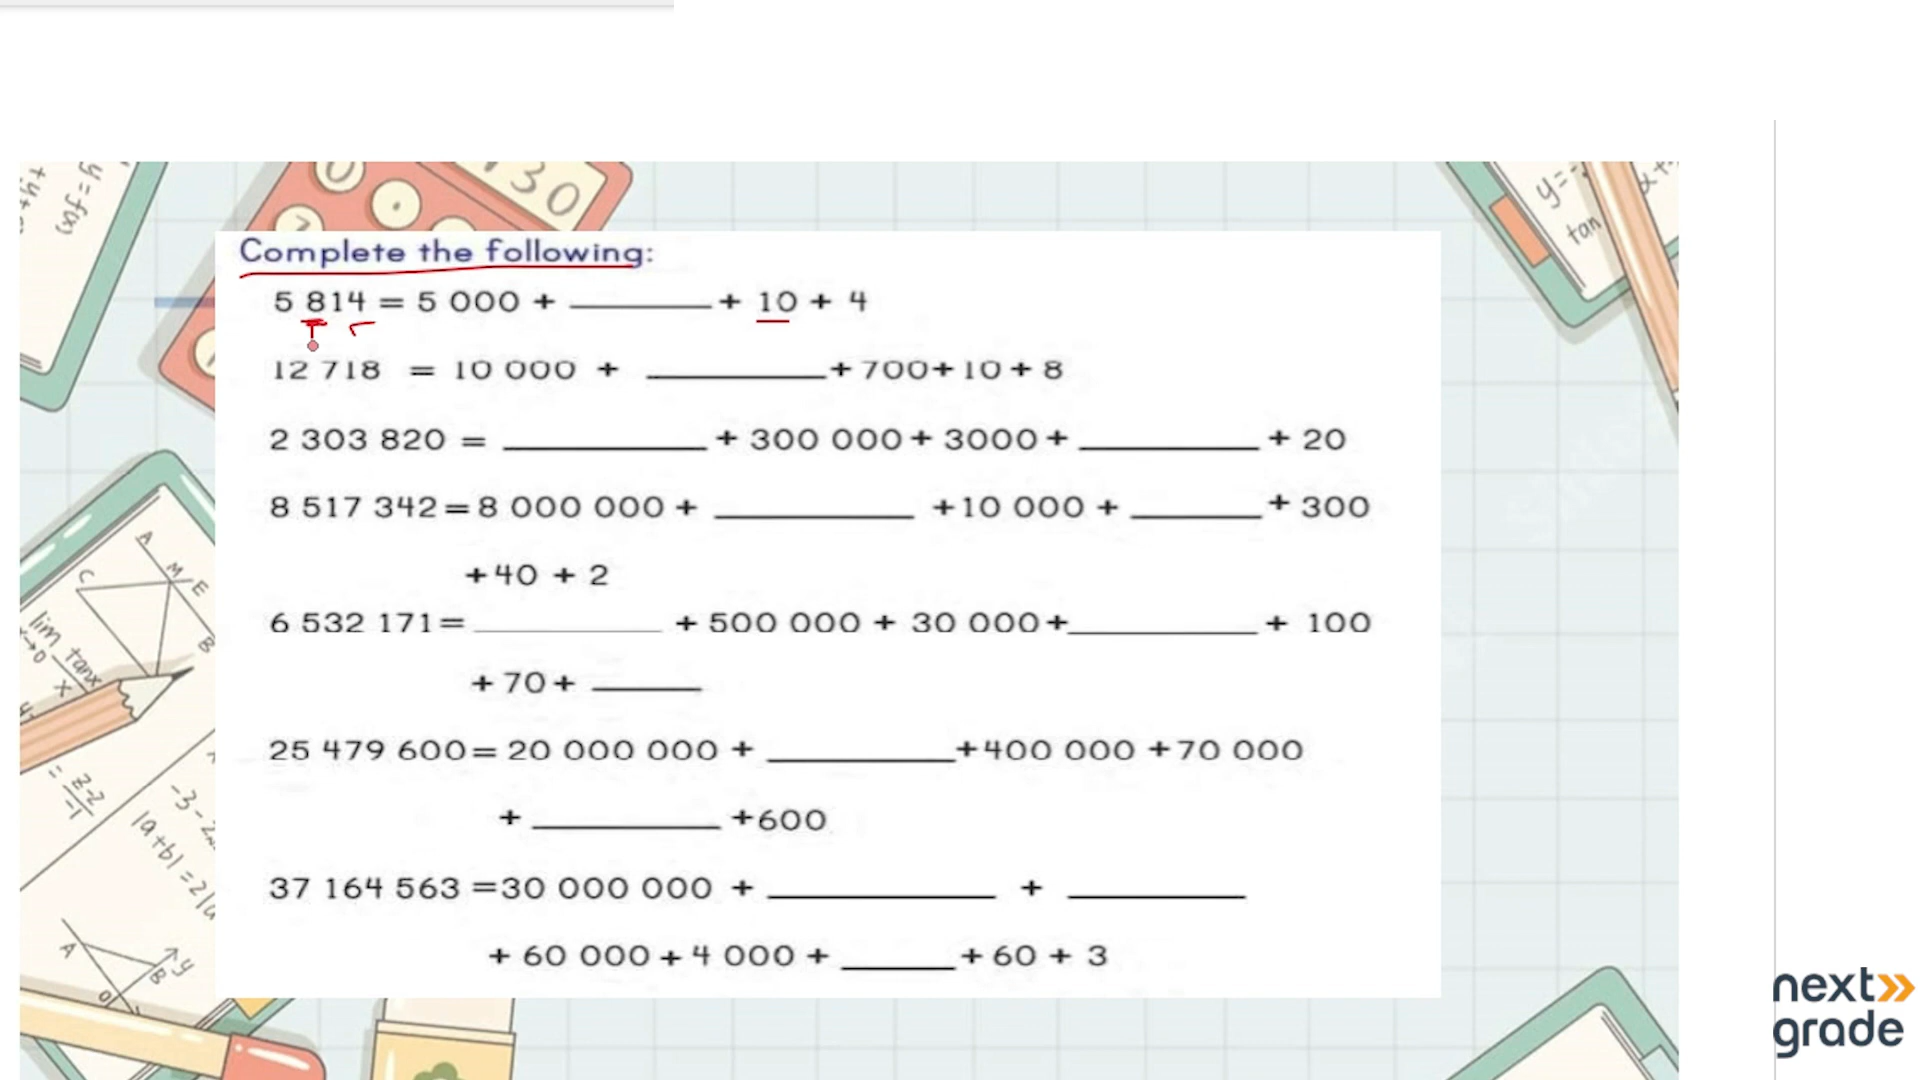 Complete the following:
5 814 = 5 000 + ________ + 10 + 4
12 718 = 10 000 + ________ + 700+ 10 + 8
2 303 820 = ________ + 300 000 + 3000 + ________ + 20
8 517 342 = 8 000 000 + ________ +10 000 + ________ + 300
+40 + 2
6 532 171 = ________ + 500 000 + 30 000 + ________ + 100
+ 70 + ________
25 479 600 = 20 000 000 + ________ +400 000 +70 000
+ ________ +600
37 164 563 =30 000 000 + ________ + ________
+ 60 000 + 4 000 + ________ + 60 + 3
next
grade